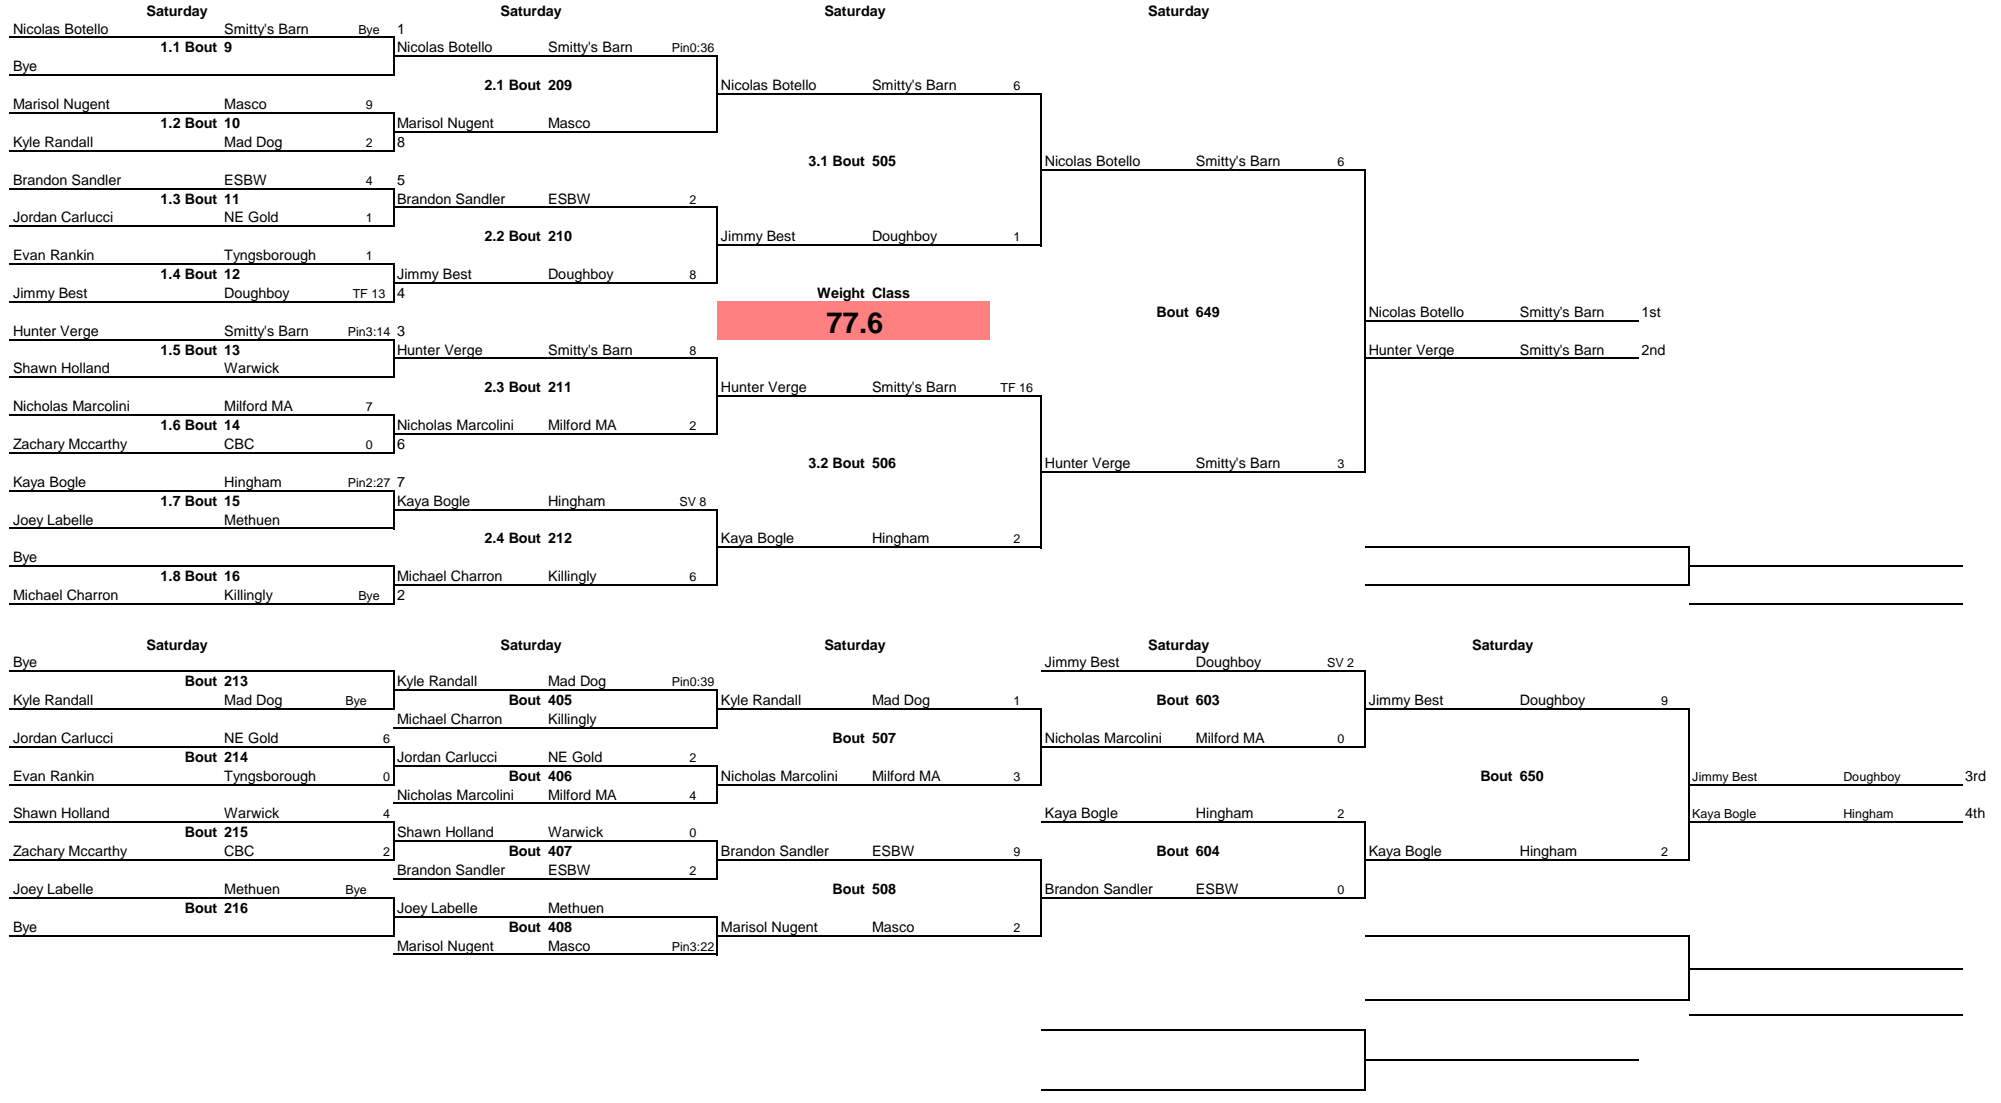 Saturday Saturday Saturday Saturday
Nicolas Botello Smitty's Barn Bye 1
1.1 Bout 9 Nicolas Botello Smitty's Barn Pin0:36
Bye
2.1 Bout 209 Nicolas Botello Smitty's Barn 6
Marisol Nugent Masco 9
1.2 Bout 10 Marisol Nugent Masco
Kyle Randall Mad Dog 2 8
3.1 Bout 505 Nicolas Botello Smitty's Barn 6
Brandon Sandler ESBW 4 5
1.3 Bout 11 Brandon Sandler ESBW 2
Jordan Carlucci NE Gold 1
2.2 Bout 210 Jimmy Best Doughboy 1
Evan Rankin Tyngsborough 1
1.4 Bout 12 Jimmy Best Doughboy 8
Jimmy Best Doughboy TF 13 4 Weight Class
77.6 Bout 649 Nicolas Botello Smitty's Barn 1st
Hunter Verge Smitty's Barn Pin3:14 3
1.5 Bout 13 Hunter Verge Smitty's Barn 8 Hunter Verge Smitty's Barn 2nd
Shawn Holland Warwick
2.3 Bout 211 Hunter Verge Smitty's Barn TF 16
Nicholas Marcolini Milford MA 7
1.6 Bout 14 Nicholas Marcolini Milford MA 2
Zachary Mccarthy CBC 0 6
3.2 Bout 506 Hunter Verge Smitty's Barn 3
Kaya Bogle Hingham Pin2:27 7
1.7 Bout 15 Kaya Bogle Hingham SV 8
Joey Labelle Methuen
2.4 Bout 212 Kaya Bogle Hingham 2
Bye
1.8 Bout 16 Michael Charron Killingly 6
Michael Charron Killingly Bye 2
Saturday Saturday Saturday Saturday Saturday
Bye Jimmy Best Doughboy SV 2
Bout 213 Kyle Randall Mad Dog Pin0:39
Kyle Randall Mad Dog Bye Bout 405 Kyle Randall Mad Dog 1 Bout 603 Jimmy Best Doughboy 9
Michael Charron Killingly
Jordan Carlucci NE Gold 6 Bout 507 Nicholas Marcolini Milford MA 0
Bout 214 Jordan Carlucci NE Gold 2
Evan Rankin Tyngsborough 0 Bout 406 Nicholas Marcolini Milford MA 3 Bout 650 Jimmy Best Doughboy 3rd
Nicholas Marcolini Milford MA 4
Shawn Holland Warwick 4 Kaya Bogle Hingham 2 Kaya Bogle Hingham 4th
Bout 215 Shawn Holland Warwick 0
Zachary Mccarthy CBC 2 Bout 407 Brandon Sandler ESBW 9 Bout 604 Kaya Bogle Hingham 2
Brandon Sandler ESBW 2
Joey Labelle Methuen Bye Bout 508 Brandon Sandler ESBW 0
Bout 216 Joey Labelle Methuen
Bye Bout 408 Marisol Nugent Masco 2
Marisol Nugent Masco Pin3:22